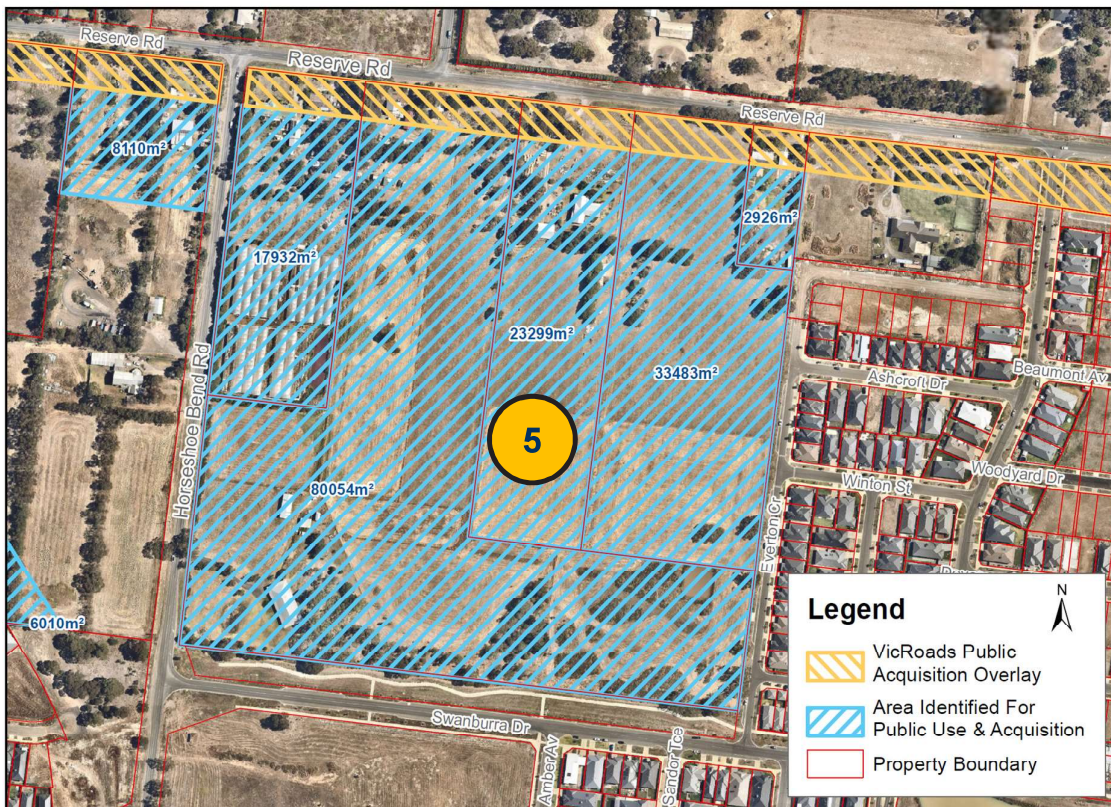 Reserve Rd
Reserve Rd
Reserve Rd
8110m²
2926m²
17932m²
23299m²
33483m²
Horseshoe Bend Rd
Beaumont Av
Ashcroft Dr
5
Woodyard Dr
Winton St
80054m²
Everton Cr
6010m²
Swanburra Dr
Amber Av
Sandor Tce
Legend
N
VicRoads Public
Acquisition Overlay
Area Identified For
Public Use & Acquisition
Property Boundary